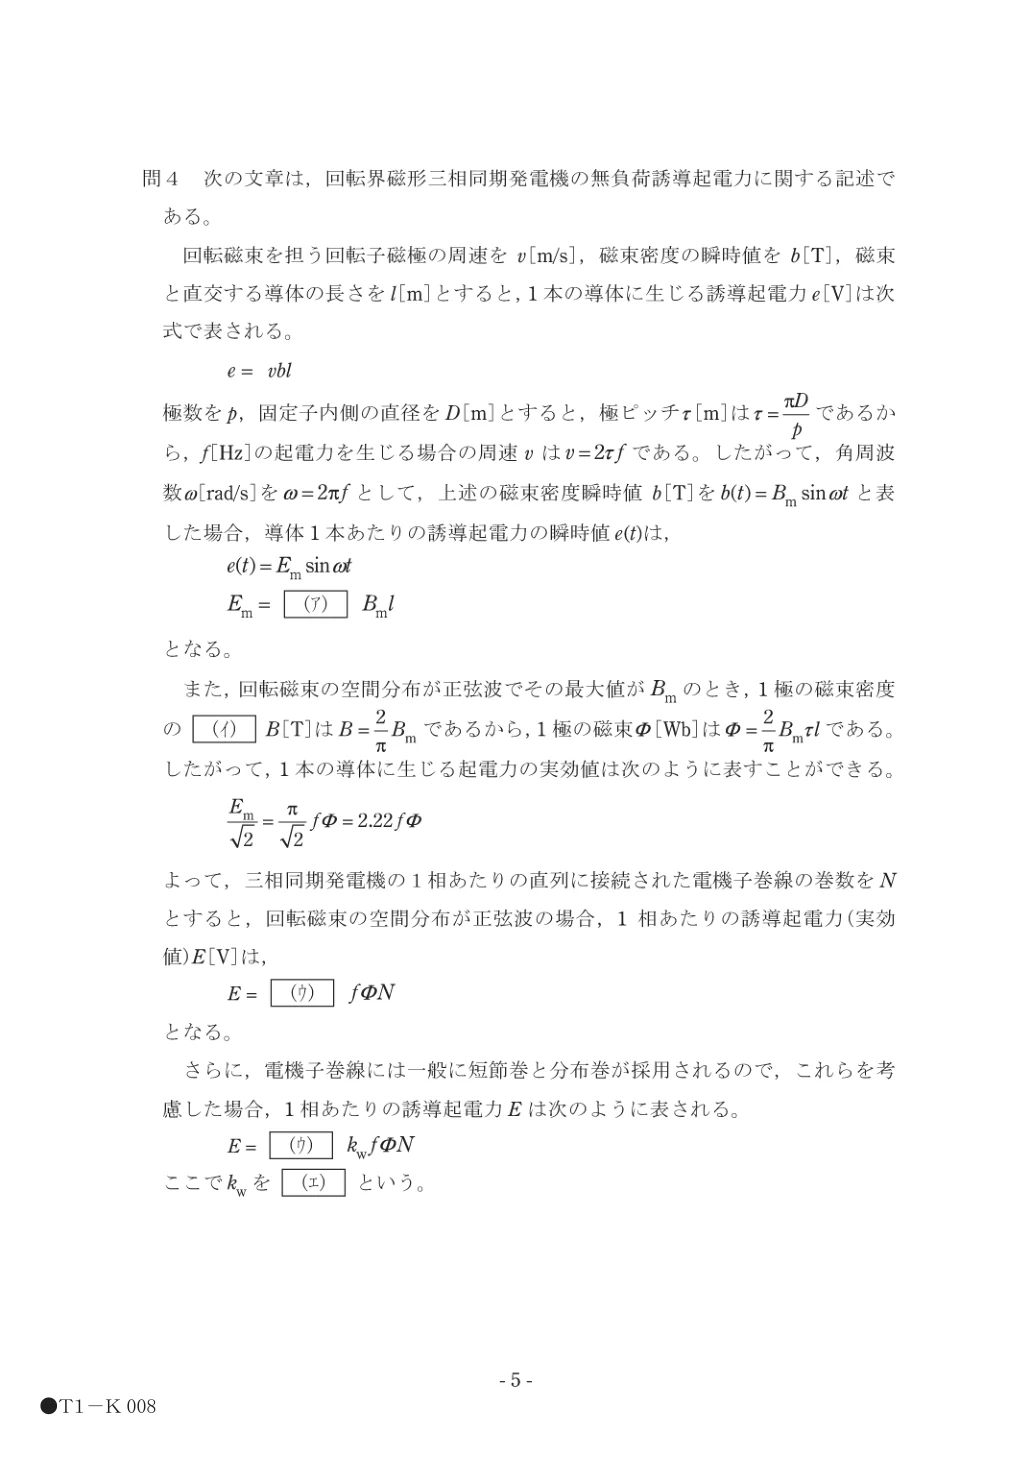 問4 次の文章は，回転界磁形三相同期発電機の無負荷誘導起電力に関する記述で
ある。
回転磁束を担う回転子磁極の周速を v[m/s]，磁束密度の瞬時値を b[T]，磁束
と直交する導体の長さを l[m]とすると，1本の導体に生じる誘導起電力 e[V]は次
式で表される。
e = vbl
極数を p，固定子内側の直径を D[m]とすると，極ピッチ τ[m]は τ = πD/p であるか
ら，f[Hz]の起電力を生じる場合の周速 v は v = 2τf である。したがって，角周波
数 ω[rad/s]を ω = 2πf として，上述の磁束密度瞬時値 b[T]を b(t) = Bm sin ωt と表
した場合，導体1本あたりの誘導起電力の瞬時値 e(t)は，
e(t) = Em sin ωt
Em = (ア) Bm l
となる。
また，回転磁束の空間分布が正弦波でその最大値が Bm のとき，1極の磁束密度
の (イ) B[T]は B = 2/π Bm であるから，1極の磁束 Φ[Wb]は Φ = 2/π Bm τl である。
したがって，1本の導体に生じる起電力の実効値は次のように表すことができる。
Em/√2 = π/√2 fΦ = 2.22 fΦ
よって，三相同期発電機の1相あたりの直列に接続された電機子巻線の巻数を N
とすると，回転磁束の空間分布が正弦波の場合，1相あたりの誘導起電力(実効
値)E[V]は，
E = (ウ) fΦN
となる。
さらに，電機子巻線には一般に短節巻と分布巻が採用されるので，これらを考
慮した場合，1相あたりの誘導起電力 E は次のように表される。
E = (ウ) kw fΦN
ここで kw を (エ) という。
- 5 -
●T1－K 008